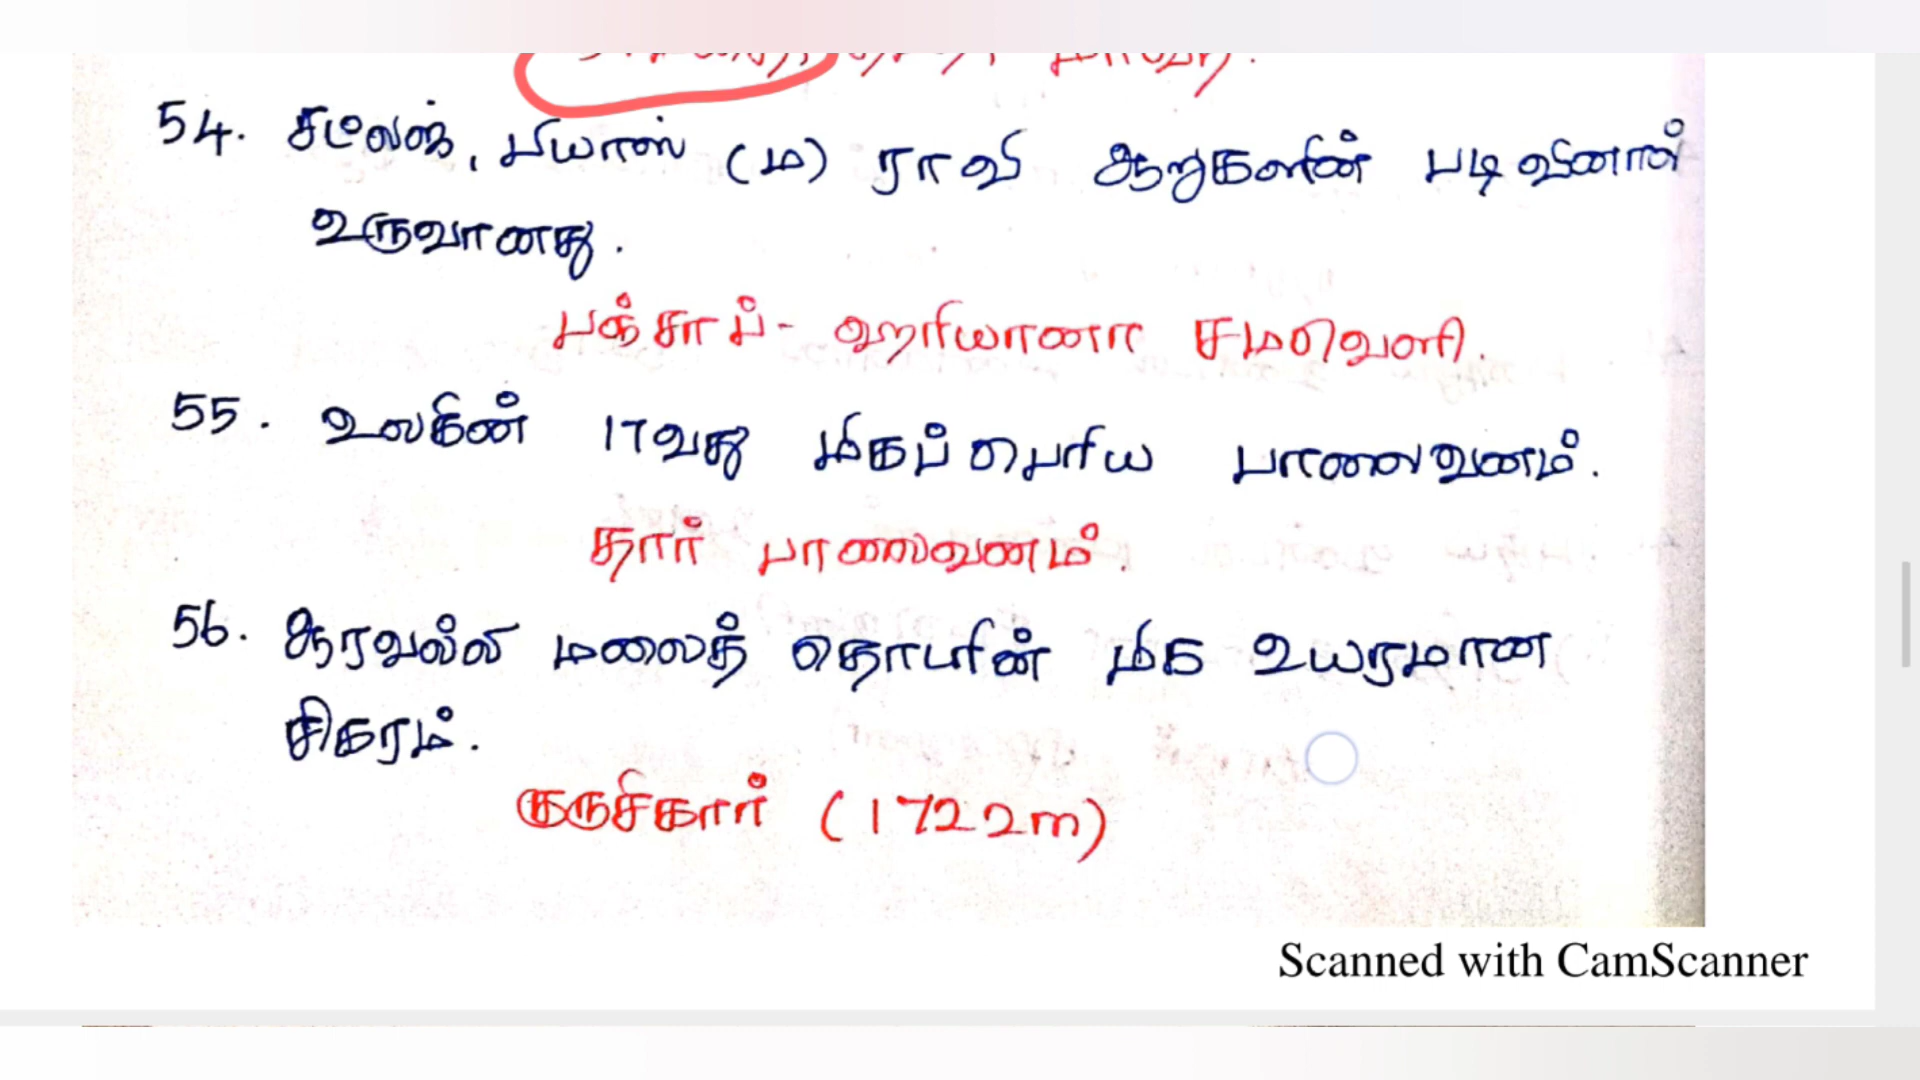 54. சட்லஜ், பியாஸ் (ம) ராவி ஆறுகளின் படிவினால்
உருவானது.
பஞ்சாப் - ஹரியானா சமவெளி.
55. உலகின் 17வது மிகப் பெரிய பாலைவனம்.
தார் பாலைவனம்.
56. ஆரவல்லி மலைத் தொடரின் மிக உயரமான
சிகரம்.
குருசிகார் (1722m)
Scanned with CamScanner